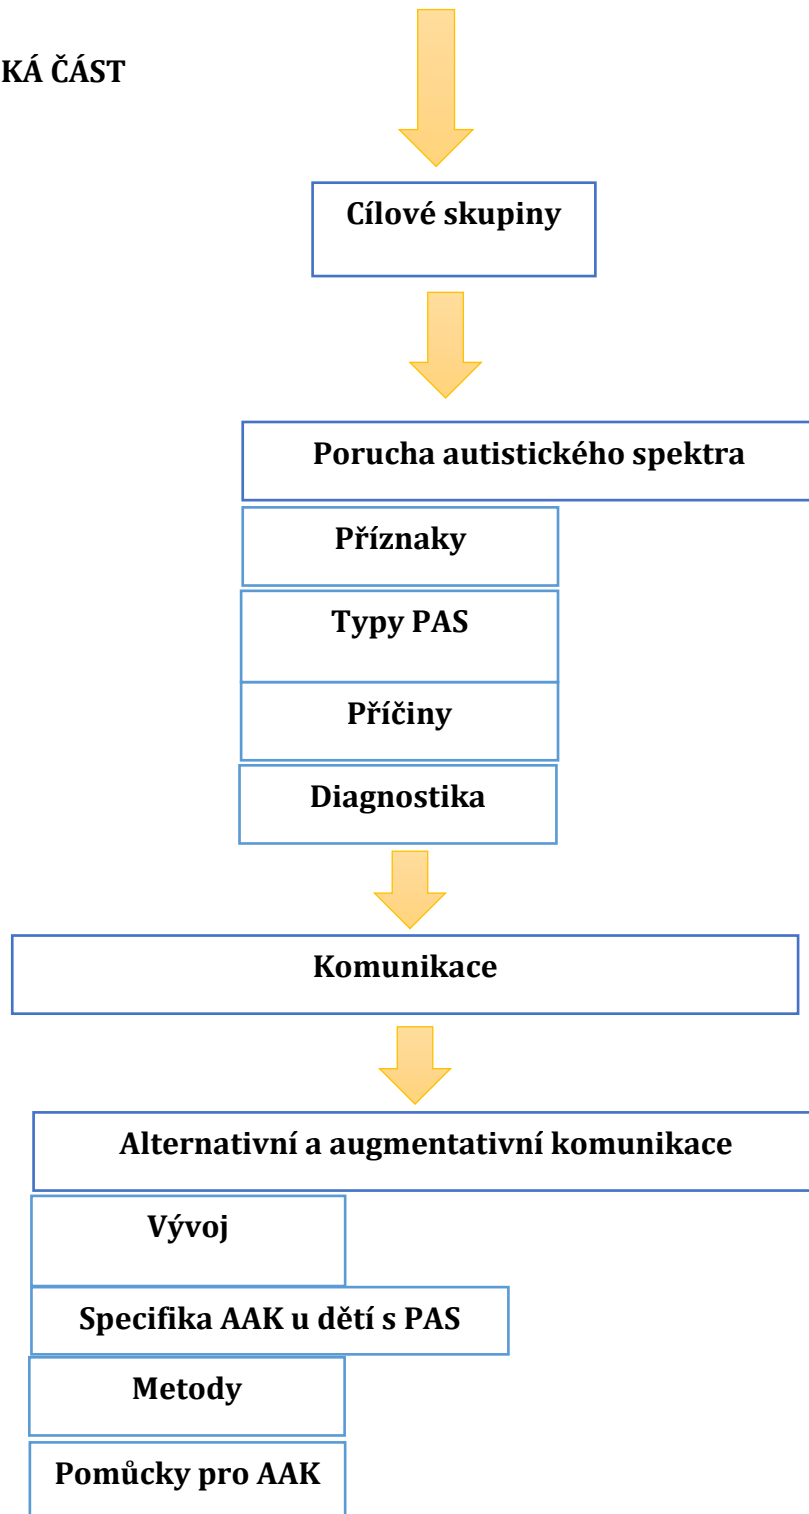 KÁ ČÁST
Cílové skupiny
Porucha autistického spektra
Příznaky
Typy PAS
Příčiny
Diagnostika
Komunikace
Alternativní a augmentativní komunikace
Vývoj
Specifika AAK u dětí s PAS
Metody
Pomůcky pro AAK